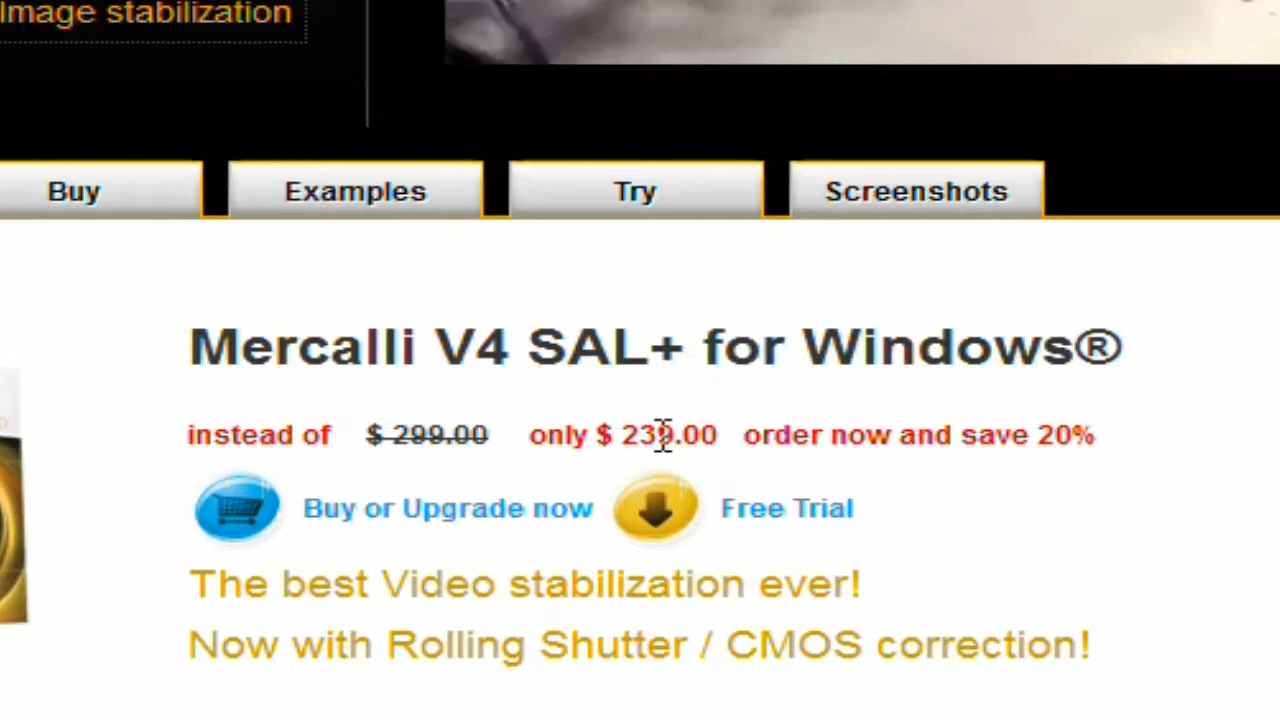 Image stabilization
Buy Examples Try Screenshots
Mercalli V4 SAL+ for Windows®
instead of $ 299.00 only $ 239.00 order now and save 20%
Buy or Upgrade now Free Trial
The best Video stabilization ever!
Now with Rolling Shutter / CMOS correction!